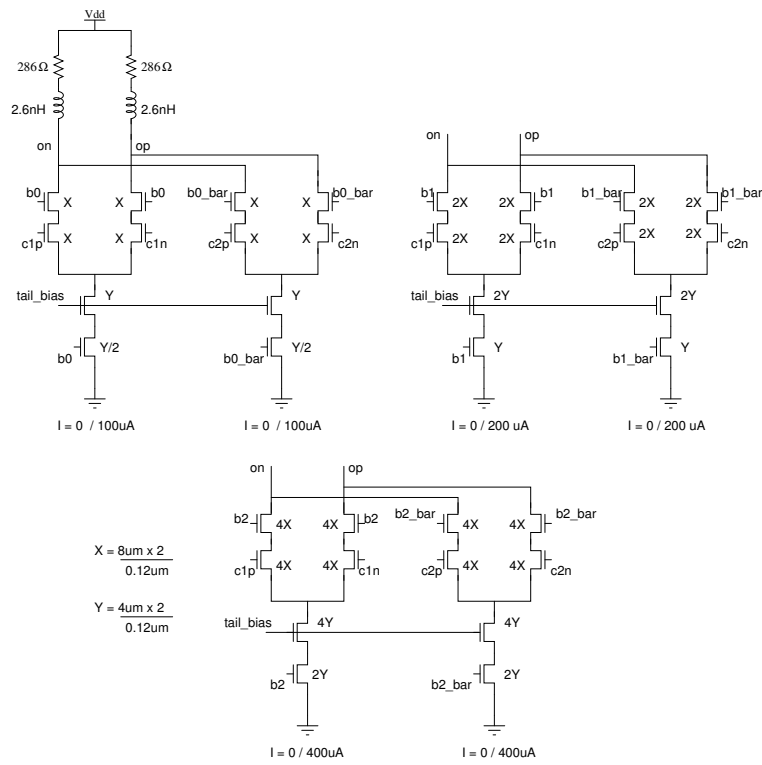 Vdd
286Ω 286Ω
2.6nH 2.6nH
on op
b0 X X b0 b0_bar X X b0_bar
c1p X X c1n c2p X X c2n
tail_bias Y Y
b0 Y/2 b0_bar Y/2
I = 0 / 100uA I = 0 / 100uA
on op
b1 2X 2X b1 b1_bar 2X 2X b1_bar
c1p 2X 2X c1n c2p 2X 2X c2n
tail_bias 2Y 2Y
b1 Y b1_bar Y
I = 0 / 200 uA I = 0 / 200 uA
on op
b2 4X 4X b2 b2_bar 4X 4X b2_bar
c1p 4X 4X c1n c2p 4X 4X c2n
tail_bias 4Y 4Y
b2 2Y b2_bar 2Y
I = 0 / 400uA I = 0 / 400uA
X = 8um x 2
0.12um
Y = 4um x 2
0.12um